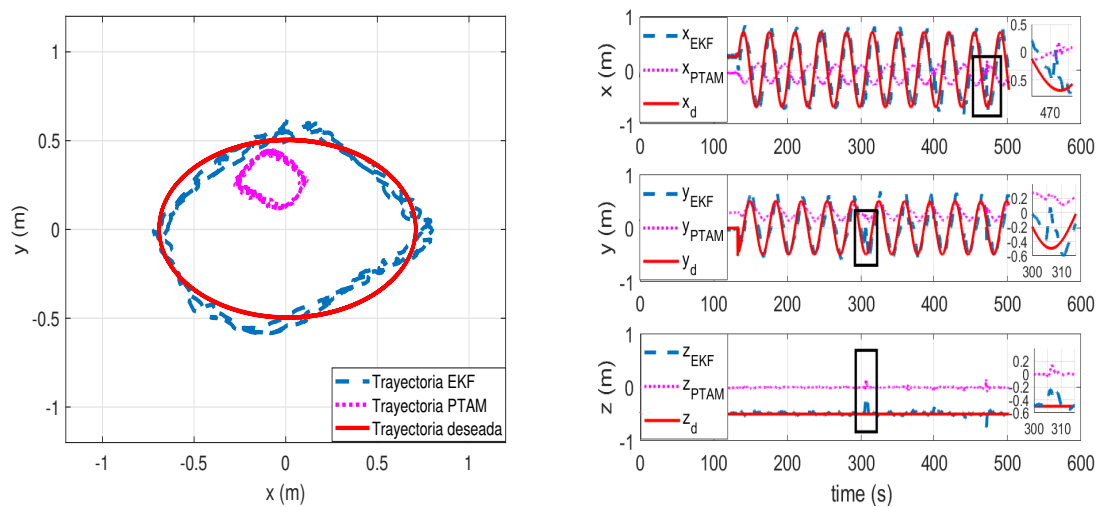 1
0.5
0
-0.5
-1
y (m)
-1 -0.5 0 0.5 1
x (m)
Trayectoria EKF
Trayectoria PTAM
Trayectoria deseada
1
0
-1
x (m)
x_EKF
x_PTAM
x_d
0 100 200 300 400 500 600
0.5
0
-0.5
470
1
0
-1
y (m)
y_EKF
y_PTAM
y_d
0 100 200 300 400 500 600
0.2
0
-0.2
-0.4
-0.6
300 310
1
0
-1
z (m)
z_EKF
z_PTAM
z_d
0 100 200 300 400 500 600
time (s)
0.2
0
-0.2
-0.4
-0.6
300 310